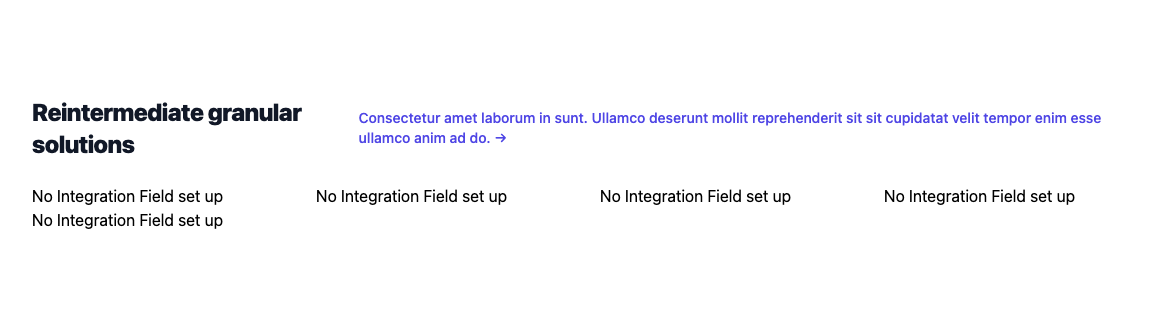 Reintermediate granular
solutions
Consectetur amet laborum in sunt. Ullamco deserunt mollit reprehenderit sit sit cupidatat velit tempor enim esse
ullamco anim ad do. →
No Integration Field set up
No Integration Field set up
No Integration Field set up
No Integration Field set up
No Integration Field set up